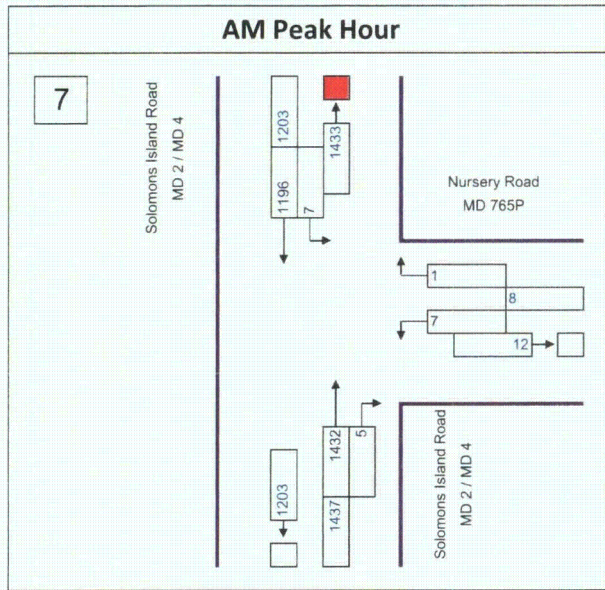 AM Peak Hour
7
Solomons Island Road
MD 2 / MD 4
1203
1433
1196
7
Nursery Road
MD 765P
1
8
7
12
1432
5
1203
1437
Solomons Island Road
MD 2 / MD 4